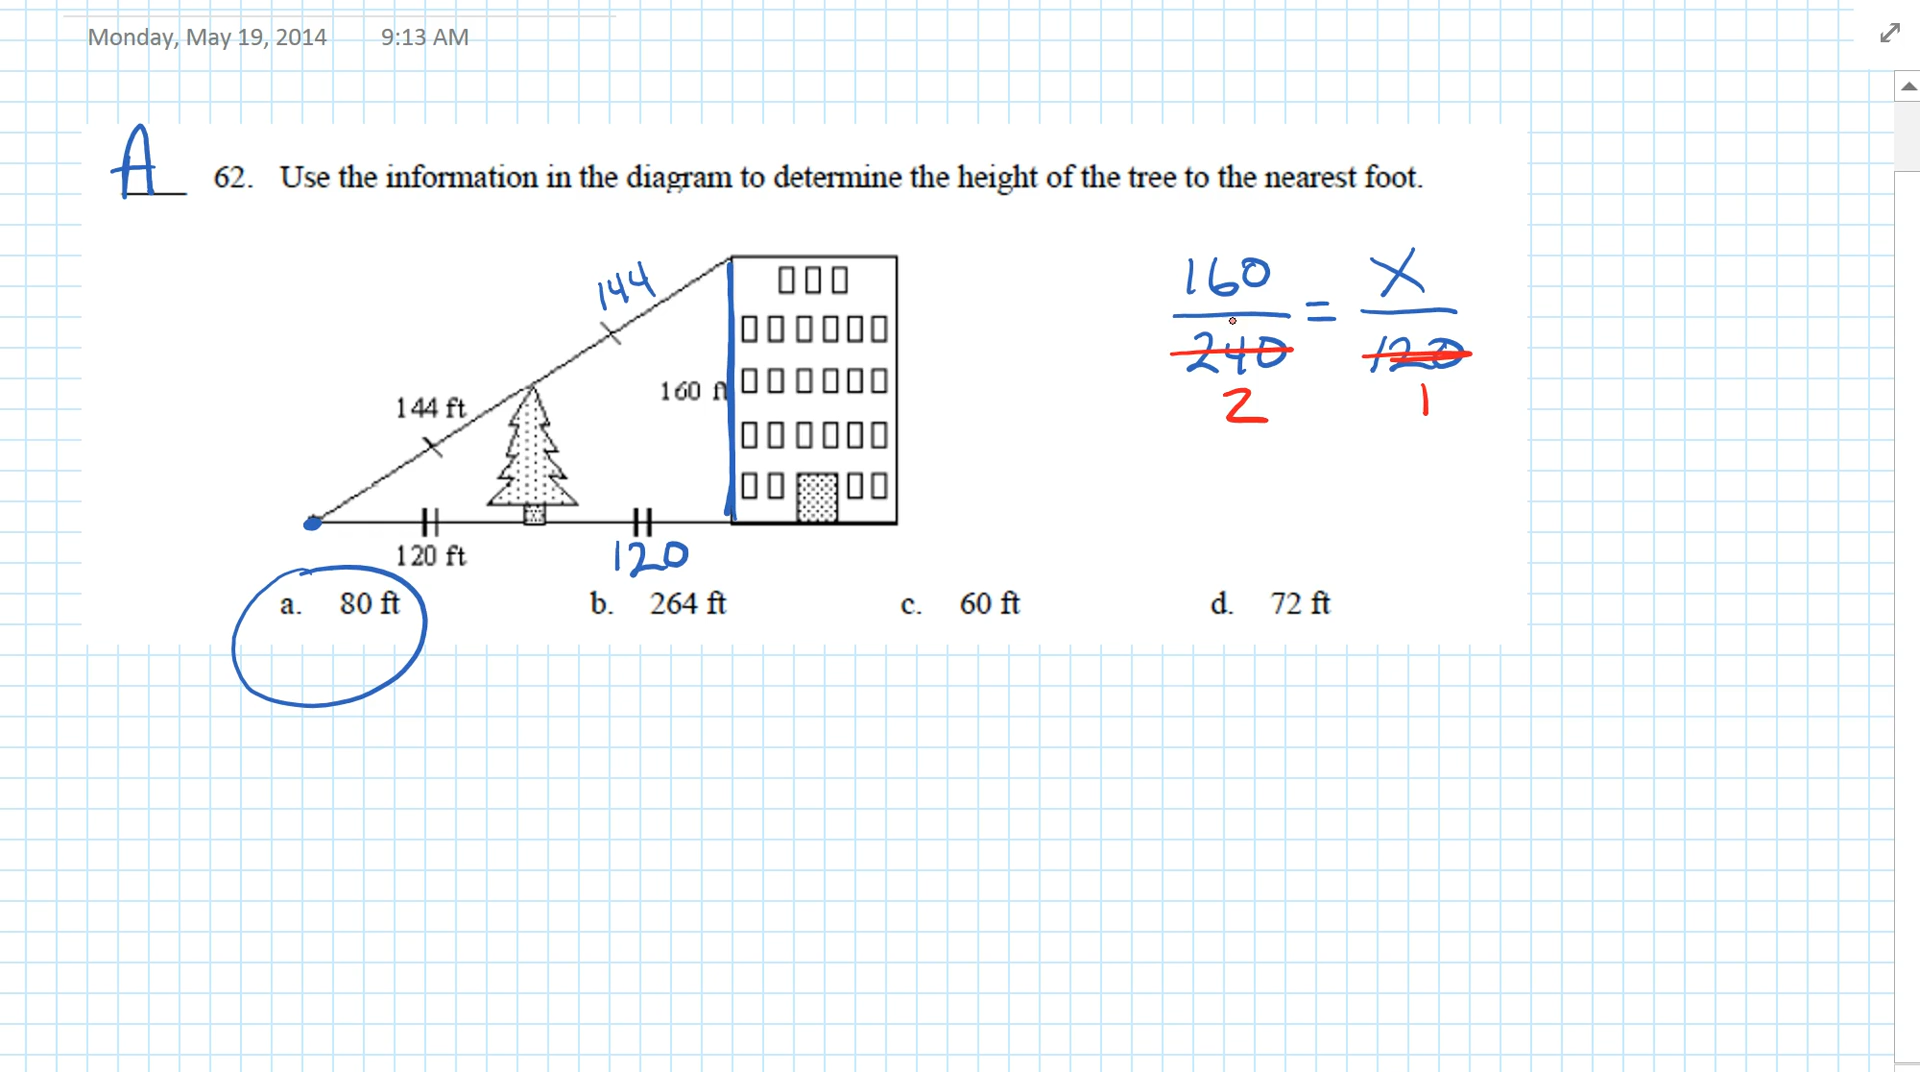 Monday, May 19, 2014 9:13 AM
A 62. Use the information in the diagram to determine the height of the tree to the nearest foot.
144
160 = X
240 120
2 1
160 ft
144 ft
120 ft 120
a. 80 ft b. 264 ft c. 60 ft d. 72 ft